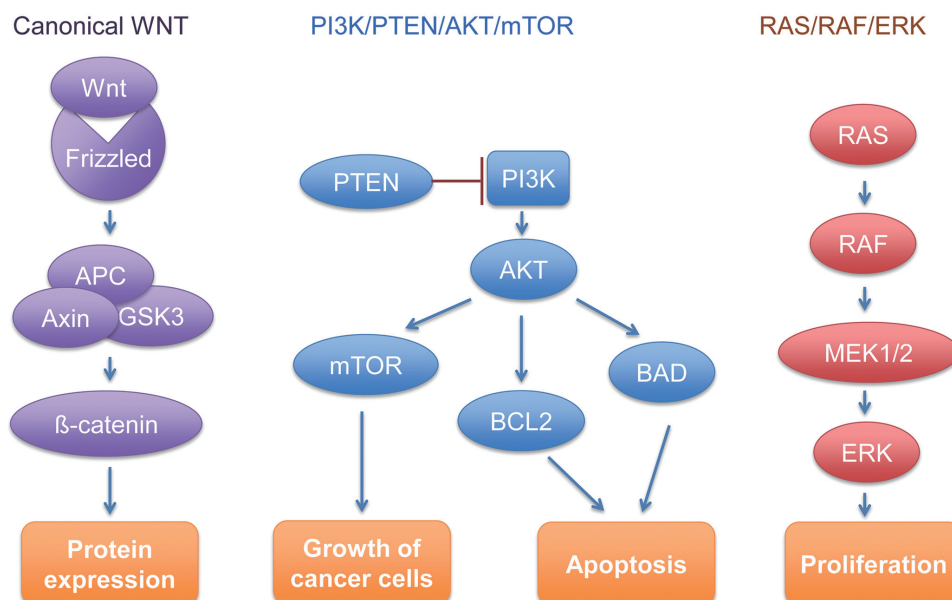 Canonical WNT
Wnt
Frizzled
APC
Axin
GSK3
ß-catenin
Protein
expression
PI3K/PTEN/AKT/mTOR
PTEN
PI3K
AKT
mTOR
BAD
BCL2
Growth of
cancer cells
Apoptosis
RAS/RAF/ERK
RAS
RAF
MEK1/2
ERK
Proliferation